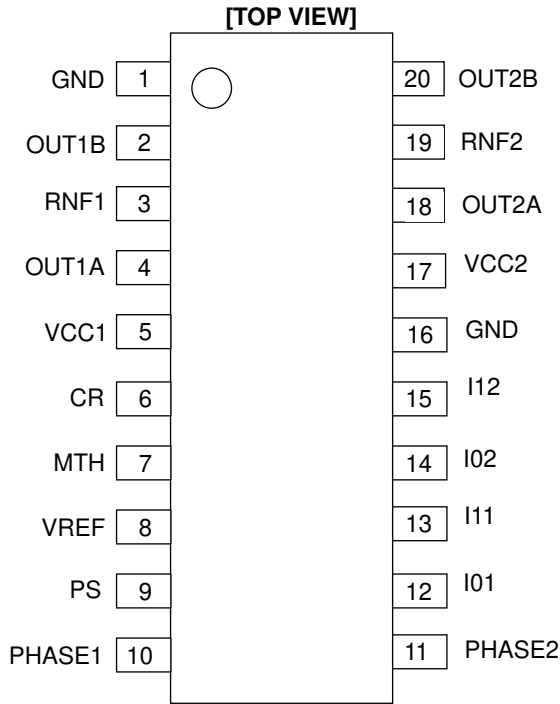 [TOP VIEW]
GND 1 20 OUT2B
OUT1B 2 19 RNF2
RNF1 3 18 OUT2A
OUT1A 4 17 VCC2
VCC1 5 16 GND
CR 6 15 I12
MTH 7 14 I02
VREF 8 13 I11
PS 9 12 I01
PHASE1 10 11 PHASE2